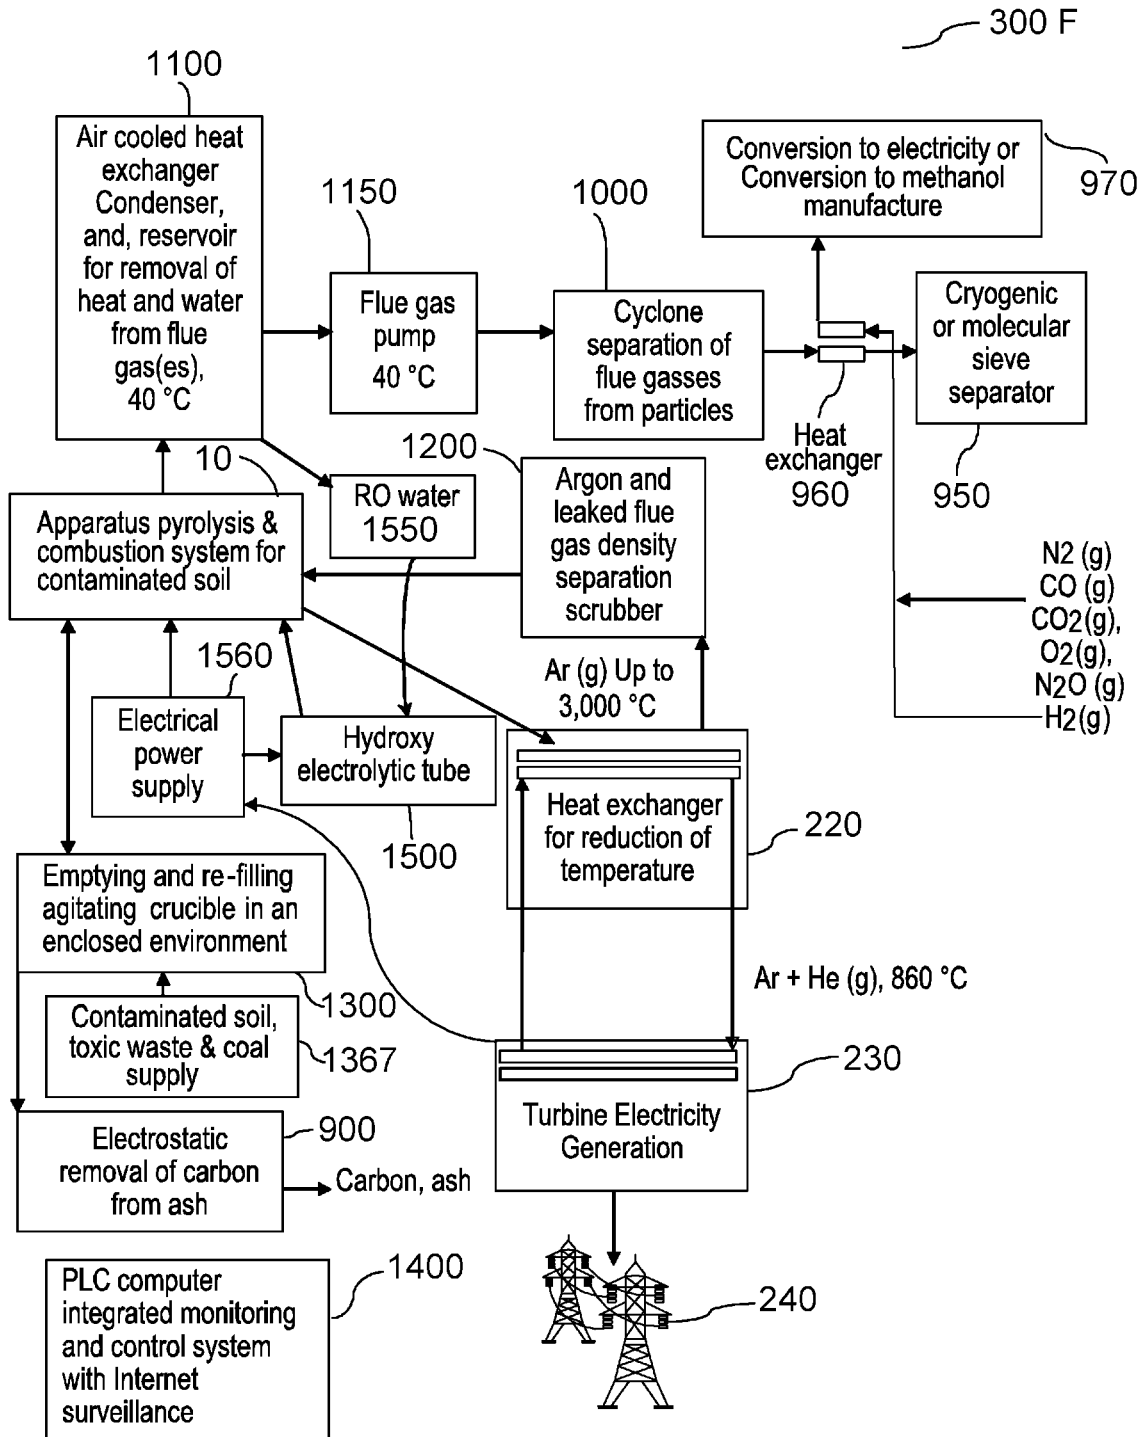 300 F
1100
Air cooled heat
exchanger
Condenser,
and, reservoir
for removal of
heat and water
from flue
gas(es),
40 °C
1150
Flue gas
pump
40 °C
1000
Cyclone
separation of
flue gasses
from particles
Conversion to electricity or
Conversion to methanol
manufacture
970
Cryogenic
or molecular
sieve
separator
950
Heat
exchanger
960
10
Apparatus pyrolysis &
combustion system for
contaminated soil
RO water
1550
1200
Argon and
leaked flue
gas density
separation
scrubber
N2 (g)
CO (g)
CO2(g),
O2(g),
N2O (g)
H2(g)
1560
Electrical
power
supply
Hydroxy
electrolytic tube
1500
Ar (g) Up to
3,000 °C
Heat exchanger
for reduction of
temperature
220
Emptying and re-filling
agitating crucible in an
enclosed environment
1300
Contaminated soil,
toxic waste & coal
supply
1367
Ar + He (g), 860 °C
Turbine Electricity
Generation
230
900
Electrostatic
removal of carbon
from ash
Carbon, ash
240
PLC computer
integrated monitoring
and control system
with Internet
surveillance
1400